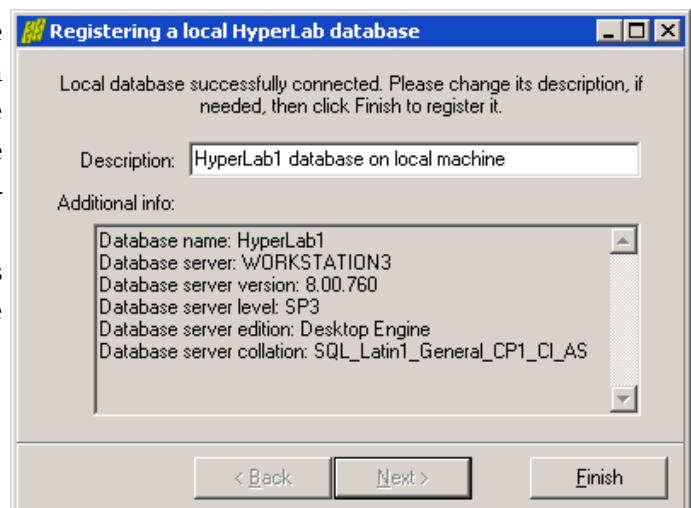 Registering a local HyperLab database
Local database successfully connected. Please change its description, if
needed, then click Finish to register it.
Description: HyperLab1 database on local machine
Additional info:
Database name: HyperLab1
Database server: WORKSTATION3
Database server version: 8.00.760
Database server level: SP3
Database server edition: Desktop Engine
Database server collation: SQL_Latin1_General_CP1_CI_AS
< Back Next > Finish